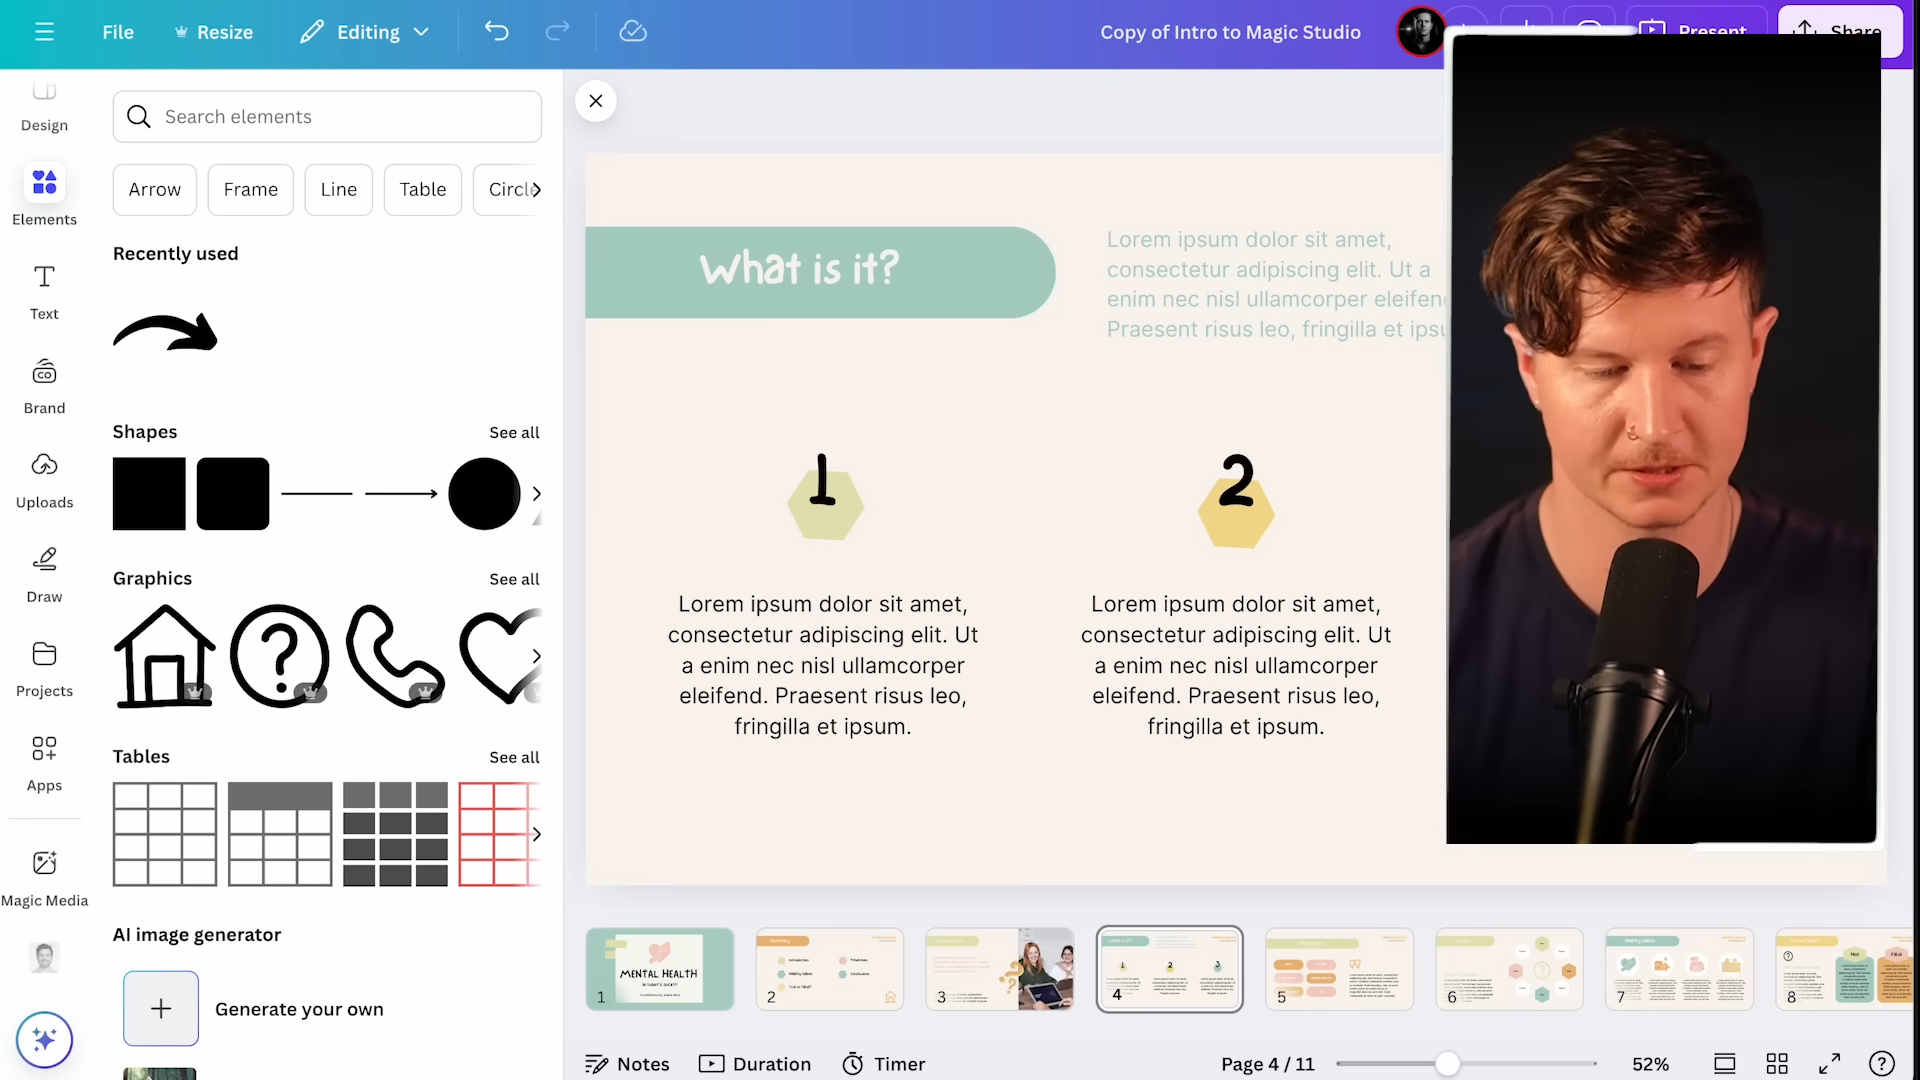 File
Resize
Editing
Copy of Intro to Magic Studio
Present
Share
Design
Elements
Text
Brand
Uploads
Draw
Projects
Apps
Magic Media
Search elements
Arrow
Frame
Line
Table
Circle
Recently used
Shapes
See all
Graphics
See all
Tables
See all
AI image generator
Generate your own
What is it?
Lorem ipsum dolor sit amet,
consectetur adipiscing elit. Ut a
enim nec nisl ullamcorper eleifen
Praesent risus leo, fringilla et ipsu
1
Lorem ipsum dolor sit amet,
consectetur adipiscing elit. Ut
a enim nec nisl ullamcorper
eleifend. Praesent risus leo,
fringilla et ipsum.
2
Lorem ipsum dolor sit amet,
consectetur adipiscing elit. Ut
a enim nec nisl ullamcorper
eleifend. Praesent risus leo,
fringilla et ipsum.
MENTAL HEALTH
1
2
3
4
5
6
7
8
Notes
Duration
Timer
Page 4 / 11
52%